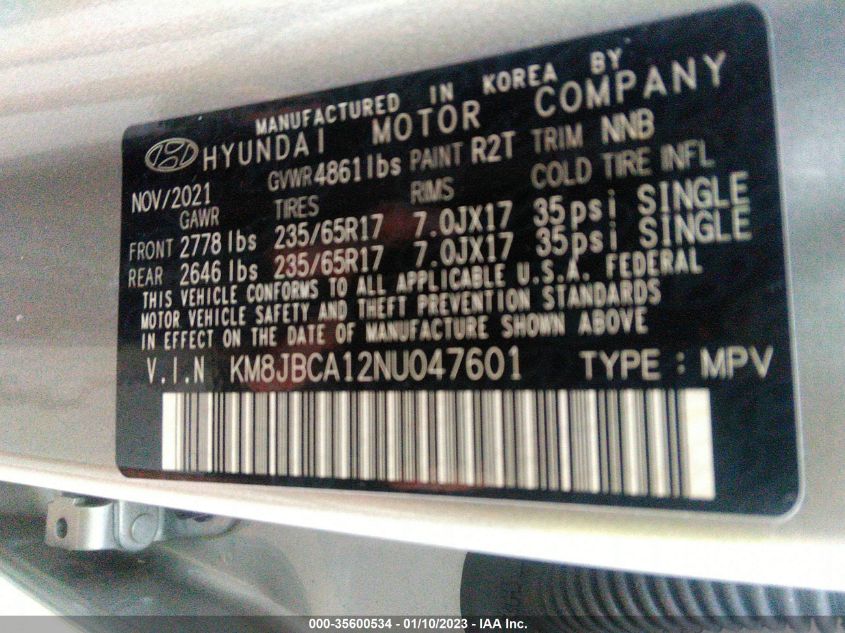 MANUFACTURED IN KOREA BY
HYUNDAI MOTOR COMPANY
NOV/2021 GVWR 4861 lbs PAINT R2T TRIM NNB
GAWR TIRES RIMS COLD TIRE INFL
FRONT 2778 lbs 235/65R17 7.0JX17 35psi SINGLE
REAR 2646 lbs 235/65R17 7.0JX17 35psi SINGLE
THIS VEHICLE CONFORMS TO ALL APPLICABLE U.S.A. FEDERAL
MOTOR VEHICLE SAFETY AND THEFT PREVENTION STANDARDS
IN EFFECT ON THE DATE OF MANUFACTURE SHOWN ABOVE
V.I.N KM8JBCA12NU047601 TYPE : MPV
000-35600534 - 01/10/2023 - IAA Inc.